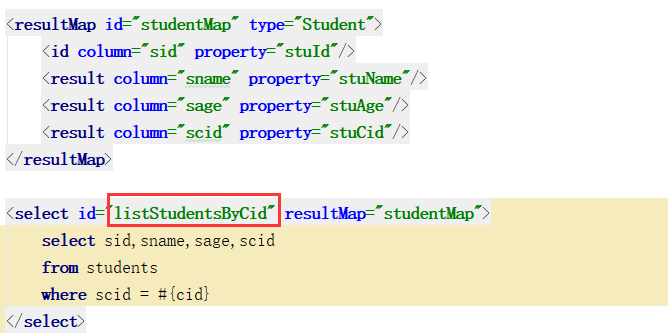 <resultMap id="studentMap" type="Student">
<id column="sid" property="stuId"/>
<result column="sname" property="stuName"/>
<result column="sage" property="stuAge"/>
<result column="scid" property="stuCid"/>
</resultMap>
<select id="listStudentsByCid" resultMap="studentMap">
select sid,sname,sage,scid
from students
where scid = #{cid}
</select>